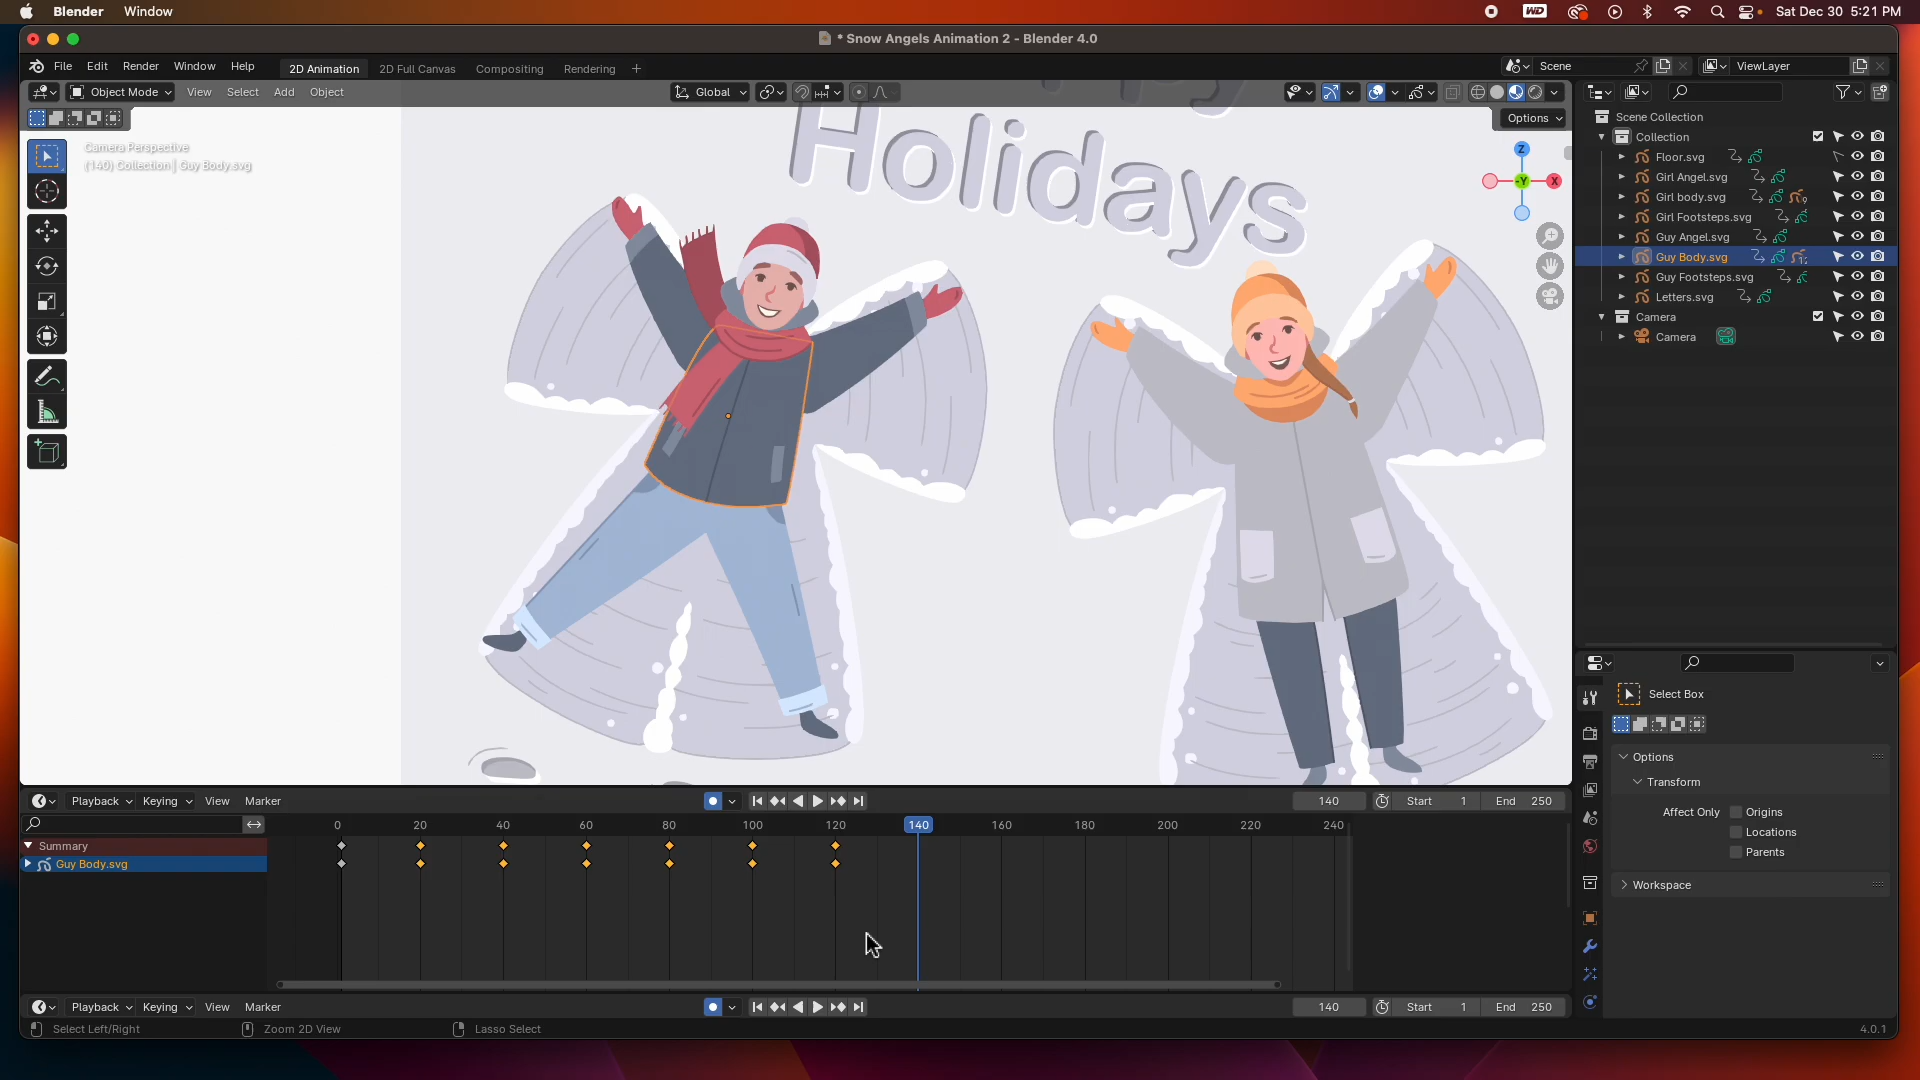 Blender Window
WD
Sat Dec 30 5:21 PM
* Snow Angels Animation 2 - Blender 4.0
File Edit Render Window Help 2D Animation 2D Full Canvas Compositing Rendering + Scene ViewLayer
Object Mode View Select Add Object Global
Options
Camera Perspective
(140) Collection | Guy Body.svg
Holidays
Z
-Y X
Scene Collection
Collection
Floor.svg
Girl Angel.svg
Girl body.svg
Girl Footsteps.svg
Guy Angel.svg
Guy Body.svg
Guy Footsteps.svg
Letters.svg
Camera
Camera
Select Box
Options
Transform
Affect Only Origins
Locations
Parents
Workspace
Playback Keying View Marker 140 Start 1 End 250
0 20 40 60 80 100 120 140 160 180 200 220 240
Summary
Guy Body.svg
Playback Keying View Marker 140 Start 1 End 250
Select Left/Right Zoom 2D View Lasso Select 4.0.1